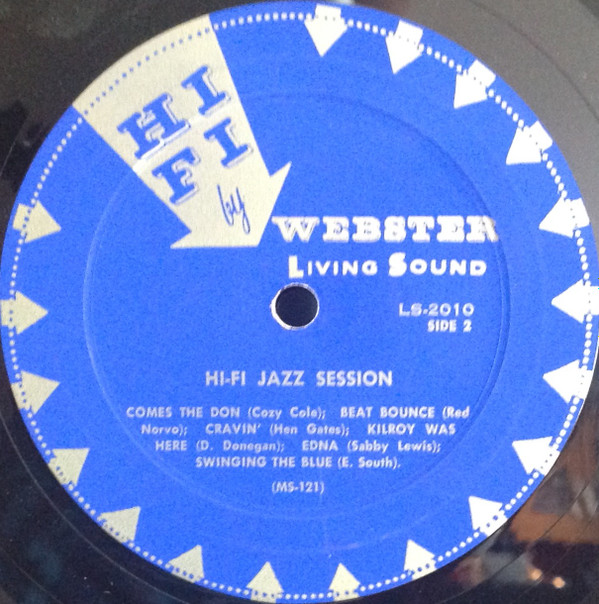 HI
FI
by
WEBSTER
LIVING SOUND
LS-2010
SIDE 2
HI-FI JAZZ SESSION
COMES THE DON (Cozy Cole); BEAT BOUNCE (Red
Norvo); CRAVIN' (Hen Gates); KILROY WAS
HERE (D. Donegan); EDNA (Sabby Lewis);
SWINGING THE BLUE (E. South).
(MS-121)